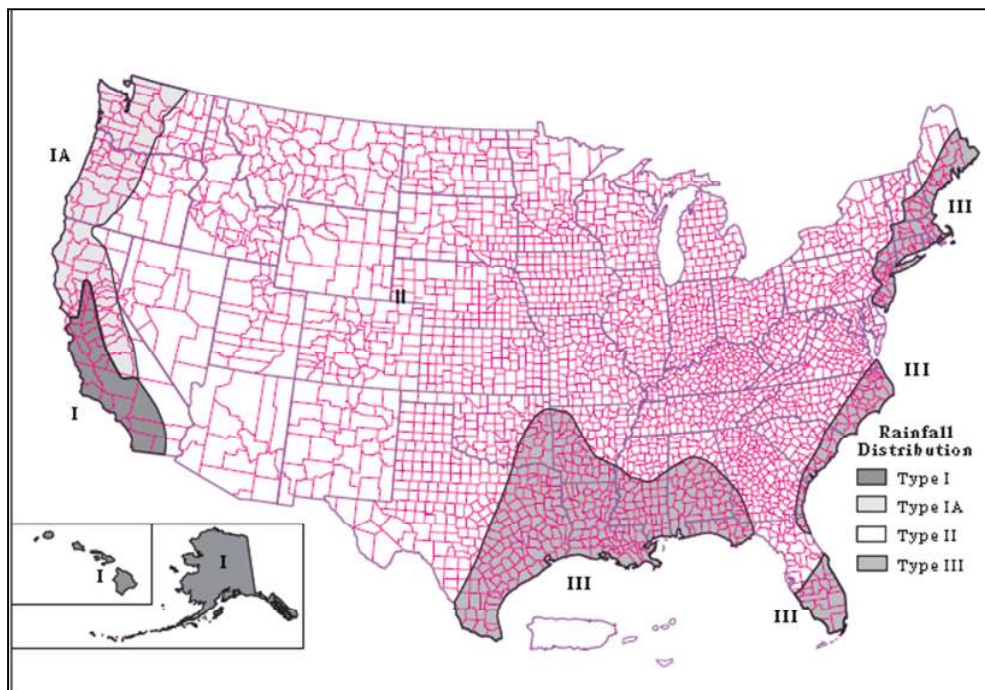 IA
III
II
III
I
Rainfall
Distribution
Type I
Type IA
Type II
Type III
I
I
III
III